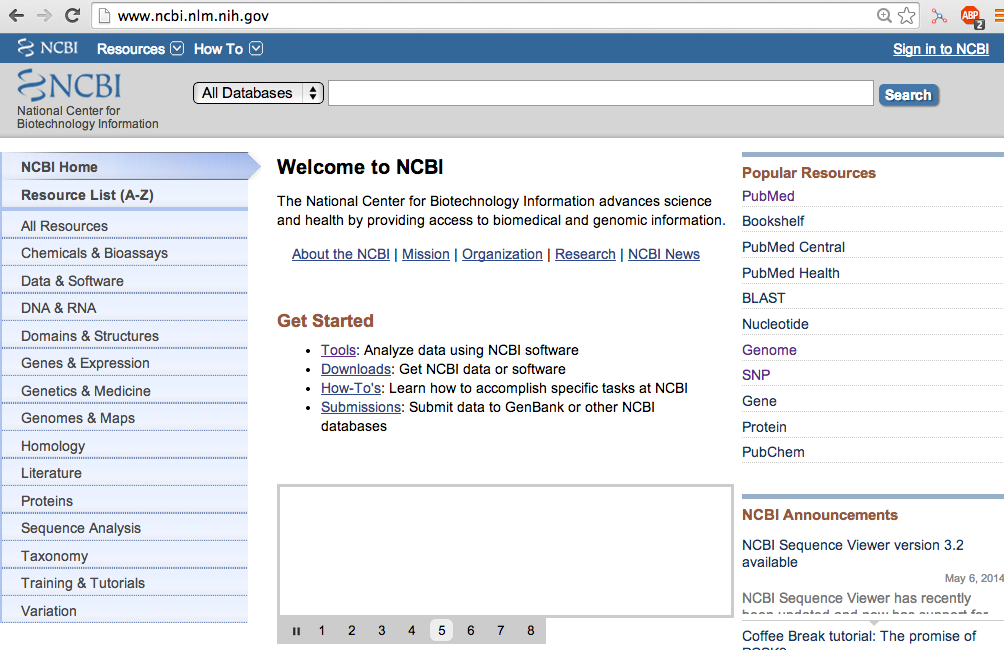 www.ncbi.nlm.nih.gov
ABP
2
NCBI Resources How To Sign in to NCBI
NCBI
National Center for
Biotechnology Information
All Databases
Search
NCBI Home
Resource List (A-Z)
All Resources
Chemicals & Bioassays
Data & Software
DNA & RNA
Domains & Structures
Genes & Expression
Genetics & Medicine
Genomes & Maps
Homology
Literature
Proteins
Sequence Analysis
Taxonomy
Training & Tutorials
Variation
Welcome to NCBI
The National Center for Biotechnology Information advances science
and health by providing access to biomedical and genomic information.
About the NCBI | Mission | Organization | Research | NCBI News
Get Started
• Tools: Analyze data using NCBI software
• Downloads: Get NCBI data or software
• How-To's: Learn how to accomplish specific tasks at NCBI
• Submissions: Submit data to GenBank or other NCBI
databases
1 2 3 4 5 6 7 8
Popular Resources
PubMed
Bookshelf
PubMed Central
PubMed Health
BLAST
Nucleotide
Genome
SNP
Gene
Protein
PubChem
NCBI Announcements
NCBI Sequence Viewer version 3.2
available
May 6, 2014
NCBI Sequence Viewer has recently
been updated and now has support for
Coffee Break tutorial: The promise of